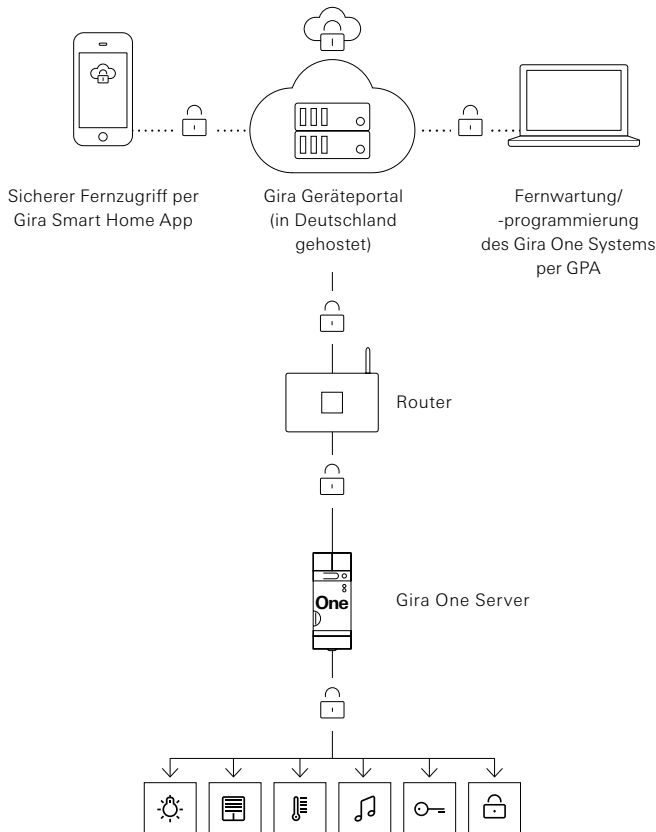 Sicherer Fernzugriff per
Gira Smart Home App
Gira Geräteportal
(in Deutschland
gehostet)
Fernwartung/
-programmierung
des Gira One Systems
per GPA
Router
One
Gira One Server